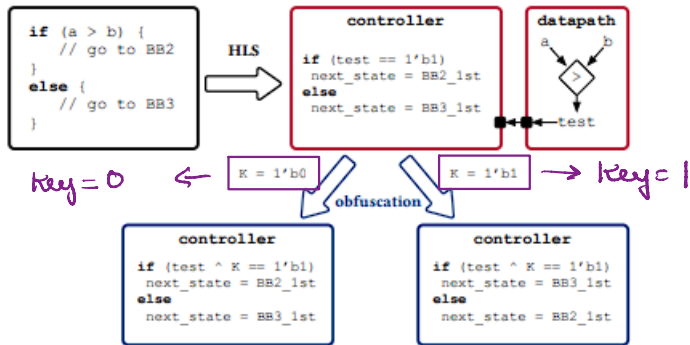 if (a > b) {
// go to BB2
}
else {
// go to BB3
}
HLS
controller
if (test == 1'b1)
next_state = BB2_1st
else
next_state = BB3_1st
datapath
a b
>
test
Key=0 ← K = 1'b0
K = 1'b1 → Key=1
obfuscation
controller
if (test ^ K == 1'b1)
next_state = BB2_1st
else
next_state = BB3_1st
controller
if (test ^ K == 1'b1)
next_state = BB3_1st
else
next_state = BB2_1st